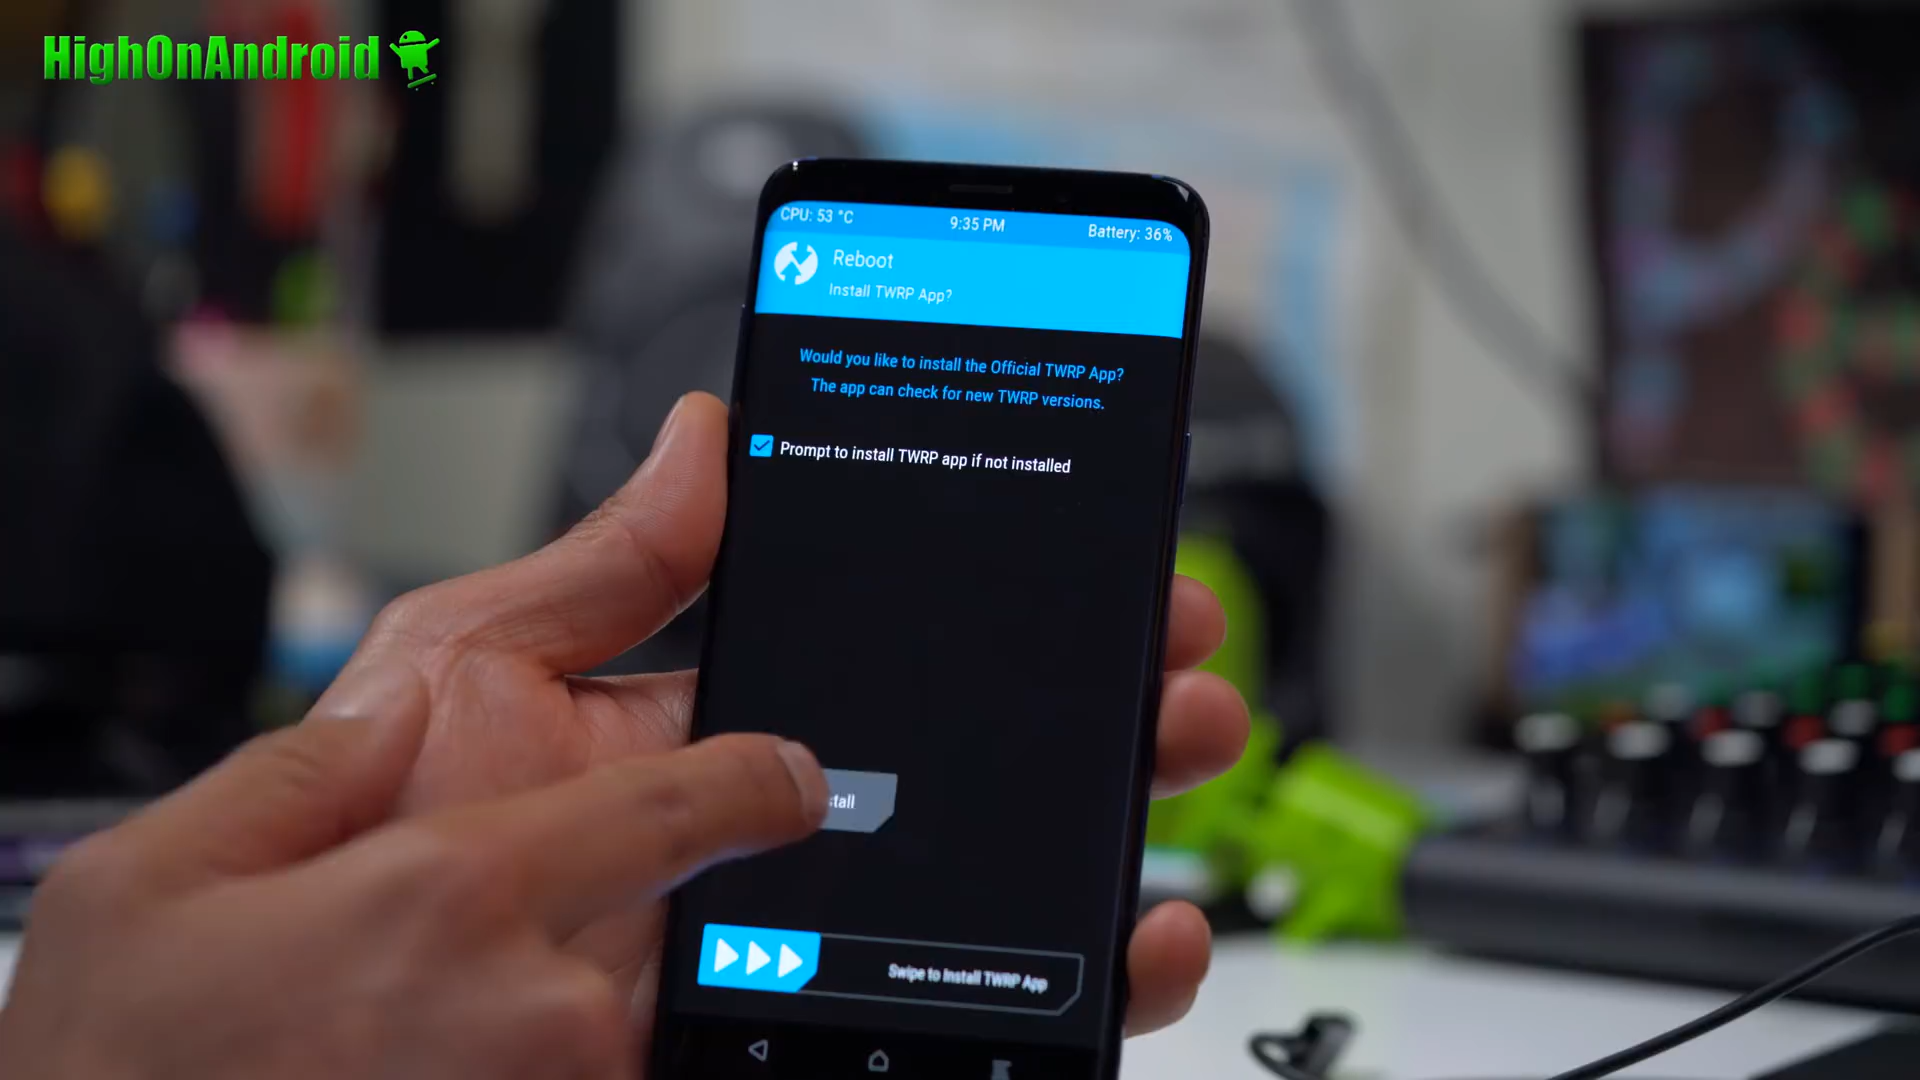 HighOnAndroid
CPU: 53 °C
9:35 PM
Battery: 36%
Reboot
Install TWRP App?
Would you like to install the Official TWRP App?
The app can check for new TWRP versions.
Prompt to install TWRP app if not installed
stall
Swipe to Install TWRP App